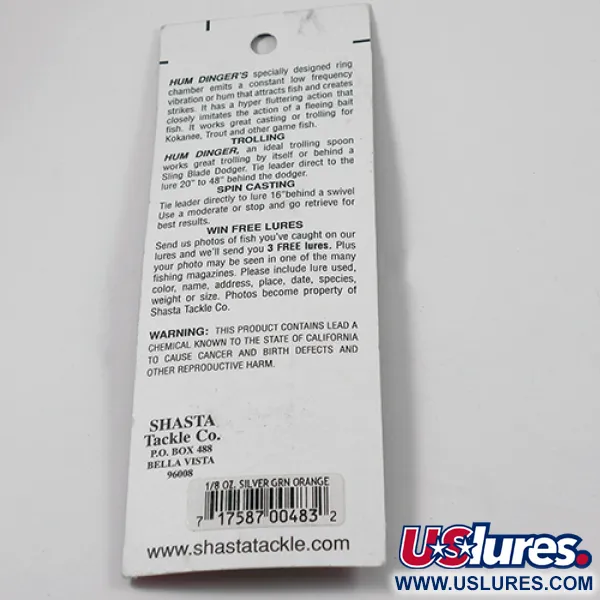 HUM DINGER'S specially designed ring
chamber emits a constant low frequency
vibration or hum that attracts fish and creates
strikes. It has a hyper fluttering action that
closely imitates the action of a fleeing bait
fish. It works great casting or trolling for
Kokanee, Trout and other game fish.
TROLLING
HUM DINGER, an ideal trolling spoon
works great trolling by itself or behind a
Sling Blade Dodger. Tie leader direct to the
lure 20" to 48" behind the dodger.
SPIN CASTING
Tie leader directly to lure 16"behind a swivel
Use a moderate or stop and go retrieve for
best results.
WIN FREE LURES
Send us photos of fish you've caught on our
lures and we'll send you 3 FREE lures. Plus
your photo may be seen in one of the many
fishing magazines. Please include lure used,
color, name, address, place, date, species,
weight or size. Photos become property of
Shasta Tackle Co.
WARNING: THIS PRODUCT CONTAINS LEAD A
CHEMICAL KNOWN TO THE STATE OF CALIFORNIA
TO CAUSE CANCER AND BIRTH DEFECTS AND
OTHER REPRODUCTIVE HARM.
SHASTA
Tackle Co.
P.O. BOX 488
BELLA VISTA
96008
1/8 OZ. SILVER GRN ORANGE
7 17587 00483 2
www.shastatackle.com
USlures.
WWW.USLURES.COM